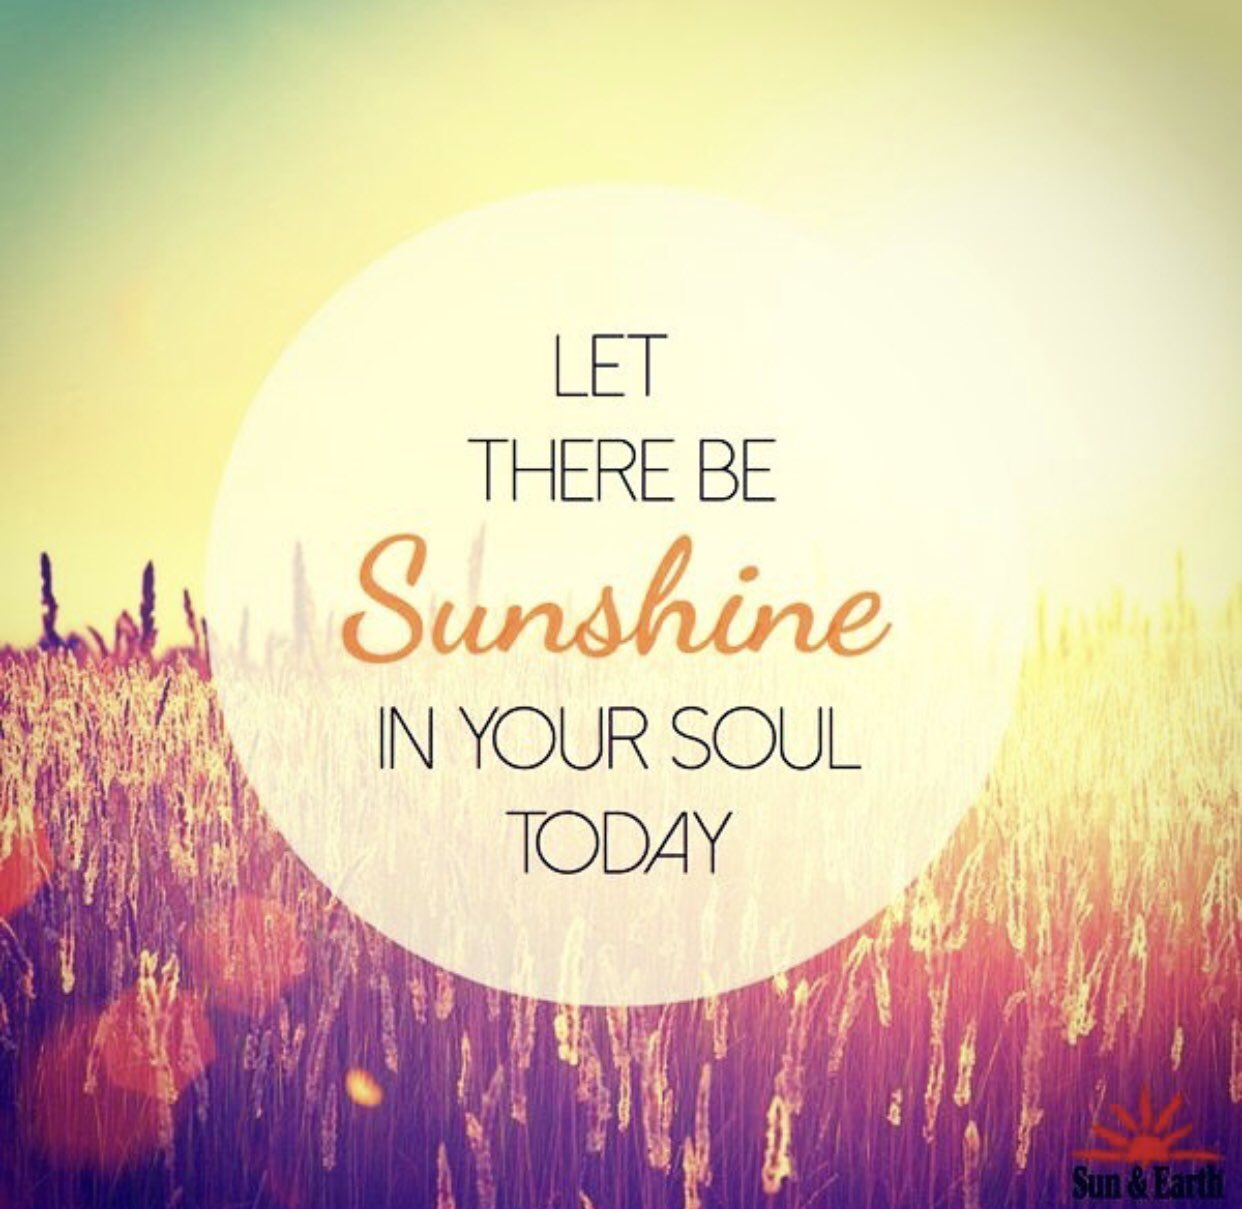 LET
THERE BE
Sunshine
IN YOUR SOUL
TODAY
Sun & Earth